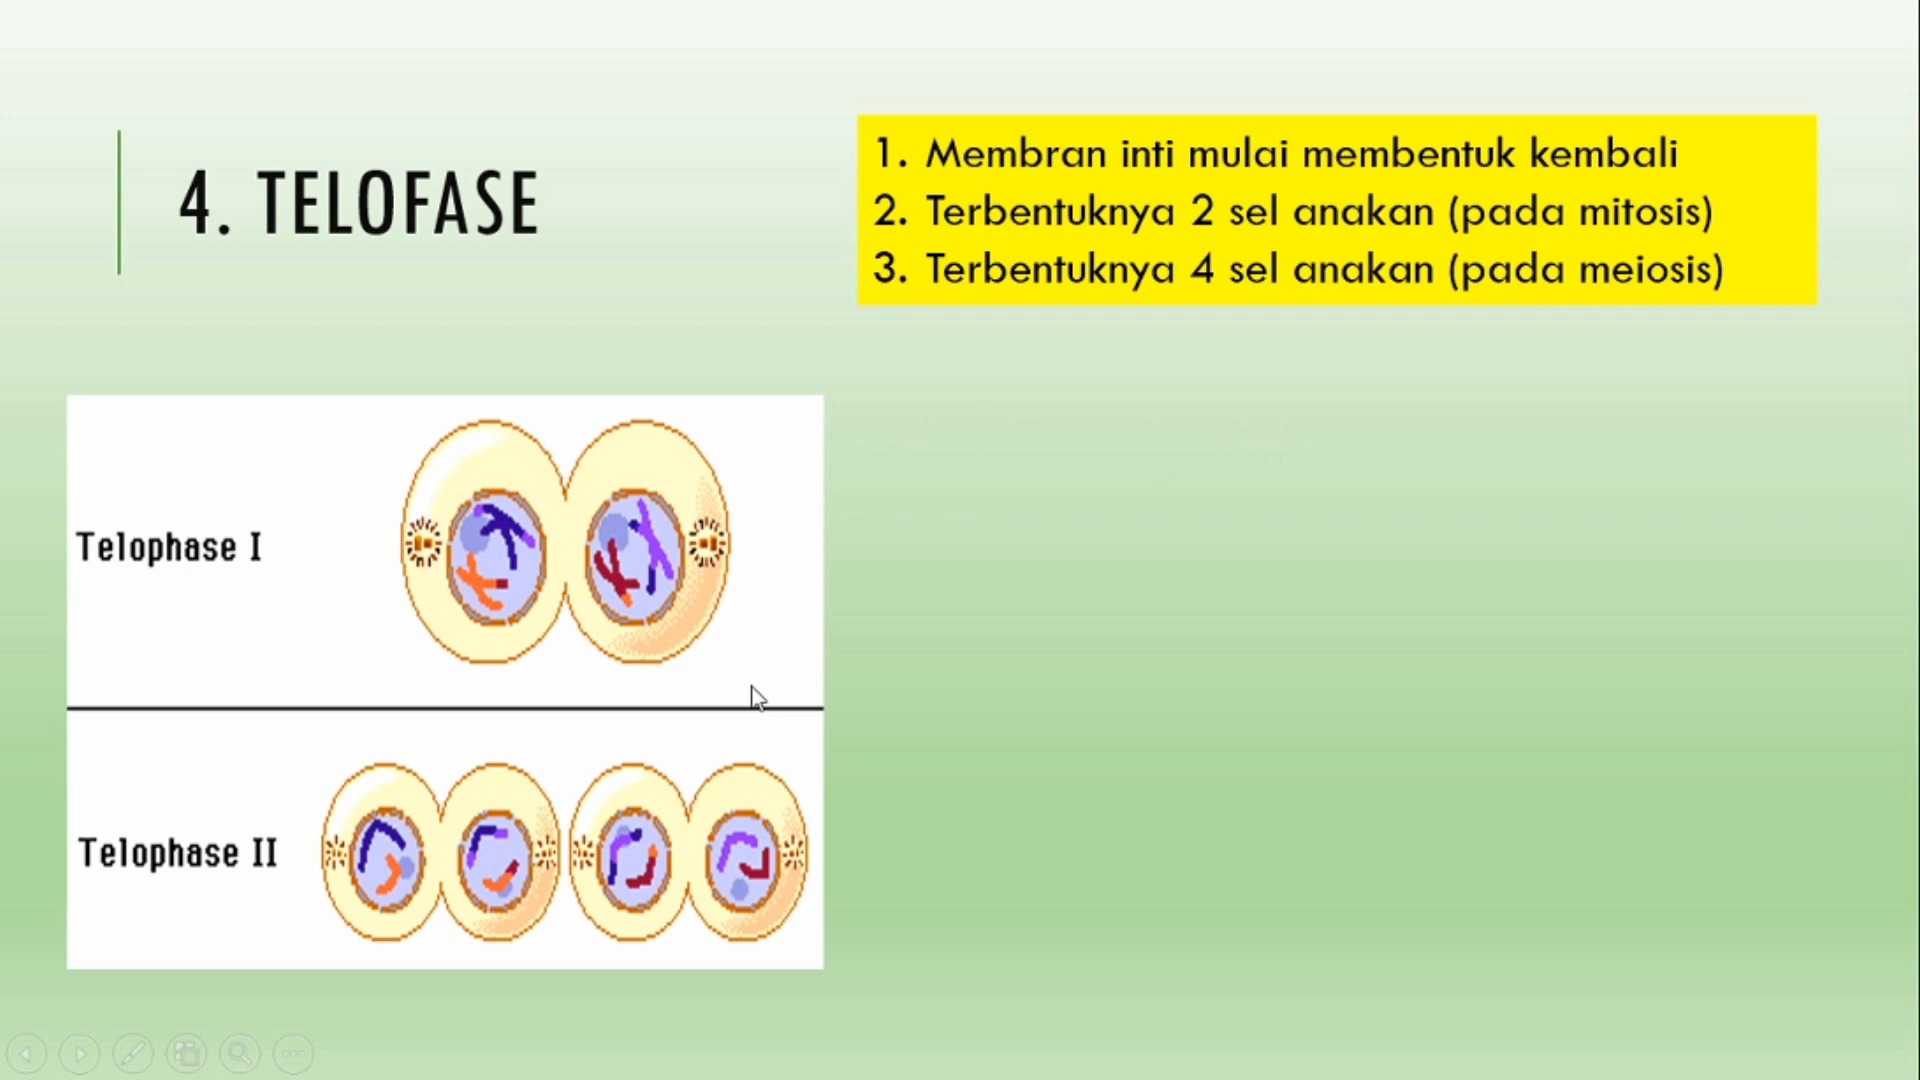 4. TELOFASE
1. Membran inti mulai membentuk kembali
2. Terbentuknya 2 sel anakan (pada mitosis)
3. Terbentuknya 4 sel anakan (pada meiosis)
Telophase I
Telophase II